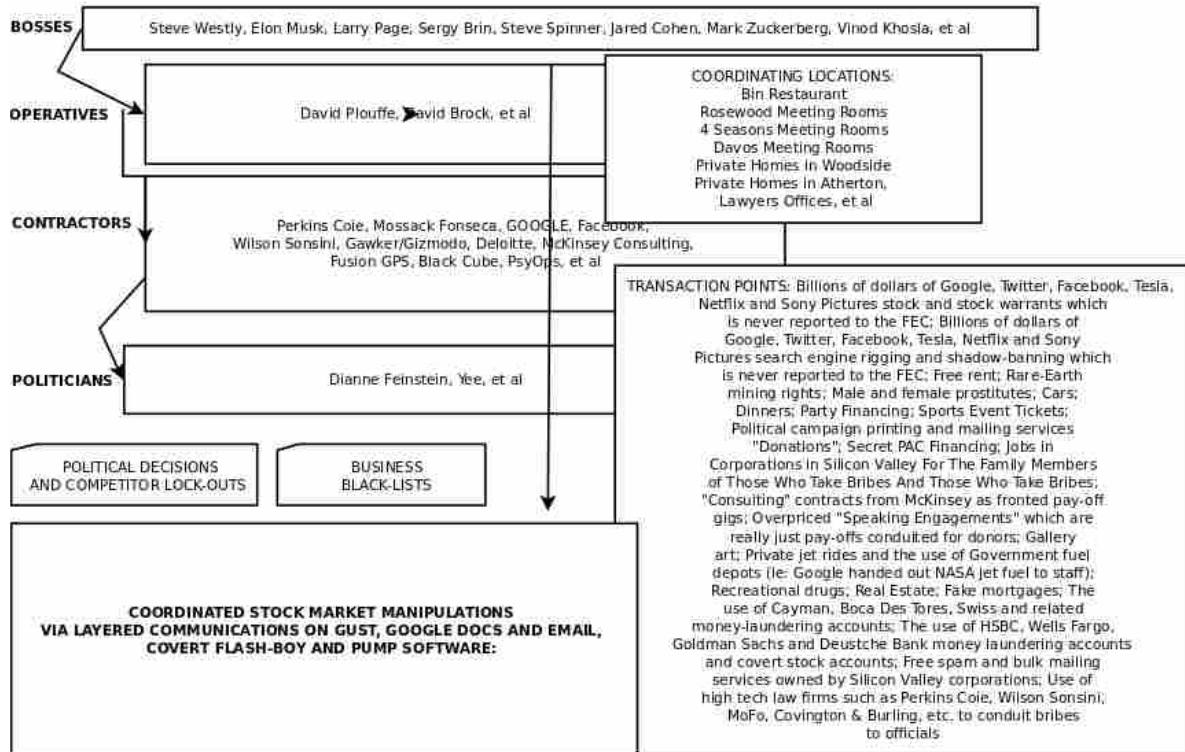 BOSSES
Steve Westly, Elon Musk, Larry Page, Sergy Brin, Steve Spinner, Jared Cohen, Mark Zuckerberg, Vinod Khosla, et al
OPERATIVES
David Plouffe, David Brock, et al
COORDINATING LOCATIONS:
Bin Restaurant
Rosewood Meeting Rooms
4 Seasons Meeting Rooms
Davos Meeting Rooms
Private Homes in Woodside
Private Homes in Atherton,
Lawyers Offices, et al
CONTRACTORS
Perkins Coie, Mossack Fonseca, GOOGLE, Facebook,
Wilson Sonsini, Gawker/Gizmodo, Deloitte, McKinsey Consulting,
Fusion GPS, Black Cube, PsyOps, et al
POLITICIANS
Dianne Feinstein, Yee, et al
TRANSACTION POINTS: Billions of dollars of Google, Twitter, Facebook, Tesla,
Netflix and Sony Pictures stock and stock warrants which
is never reported to the FEC; Billions of dollars of
Google, Twitter, Facebook, Tesla, Netflix and Sony
Pictures search engine rigging and shadow-banning which
is never reported to the FEC; Free rent; Rare-Earth
mining rights; Male and female prostitutes; Cars;
Dinners; Party Financing; Sports Event Tickets;
Political campaign printing and mailing services
"Donations"; Secret PAC Financing; Jobs in
Corporations in Silicon Valley For The Family Members
of Those Who Take Bribes And Those Who Take Bribes;
"Consulting" contracts from McKinsey as fronted pay-off
gigs; Overpriced "Speaking Engagements" which are
really just pay-offs conduited for donors; Gallery
art; Private jet rides and the use of Government fuel
depots (ie: Google handed out NASA jet fuel to staff);
Recreational drugs; Real Estate; Fake mortgages; The
use of Cayman, Boca Des Tores, Swiss and related
money-laundering accounts; The use of HSBC, Wells Fargo,
Goldman Sachs and Deustche Bank money laundering accounts
and covert stock accounts; Free spam and bulk mailing
services owned by Silicon Valley corporations; Use of
high tech law firms such as Perkins Coie, Wilson Sonsini,
MoFo, Covington & Burling, etc. to conduit bribes
to officials
POLITICAL DECISIONS
AND COMPETITOR LOCK-OUTS
BUSINESS
BLACK-LISTS
COORDINATED STOCK MARKET MANIPULATIONS
VIA LAYERED COMMUNICATIONS ON GUST, GOOGLE DOCS AND EMAIL,
COVERT FLASH-BOY AND PUMP SOFTWARE: